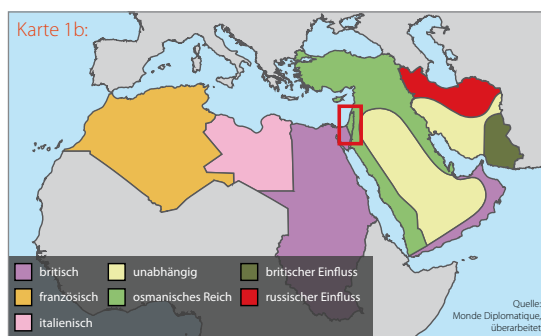 Karte 1b:
britisch
unabhängig
britischer Einfluss
französisch
osmanisches Reich
russischer Einfluss
italienisch
Quelle:
Monde Diplomatique,
überarbeitet